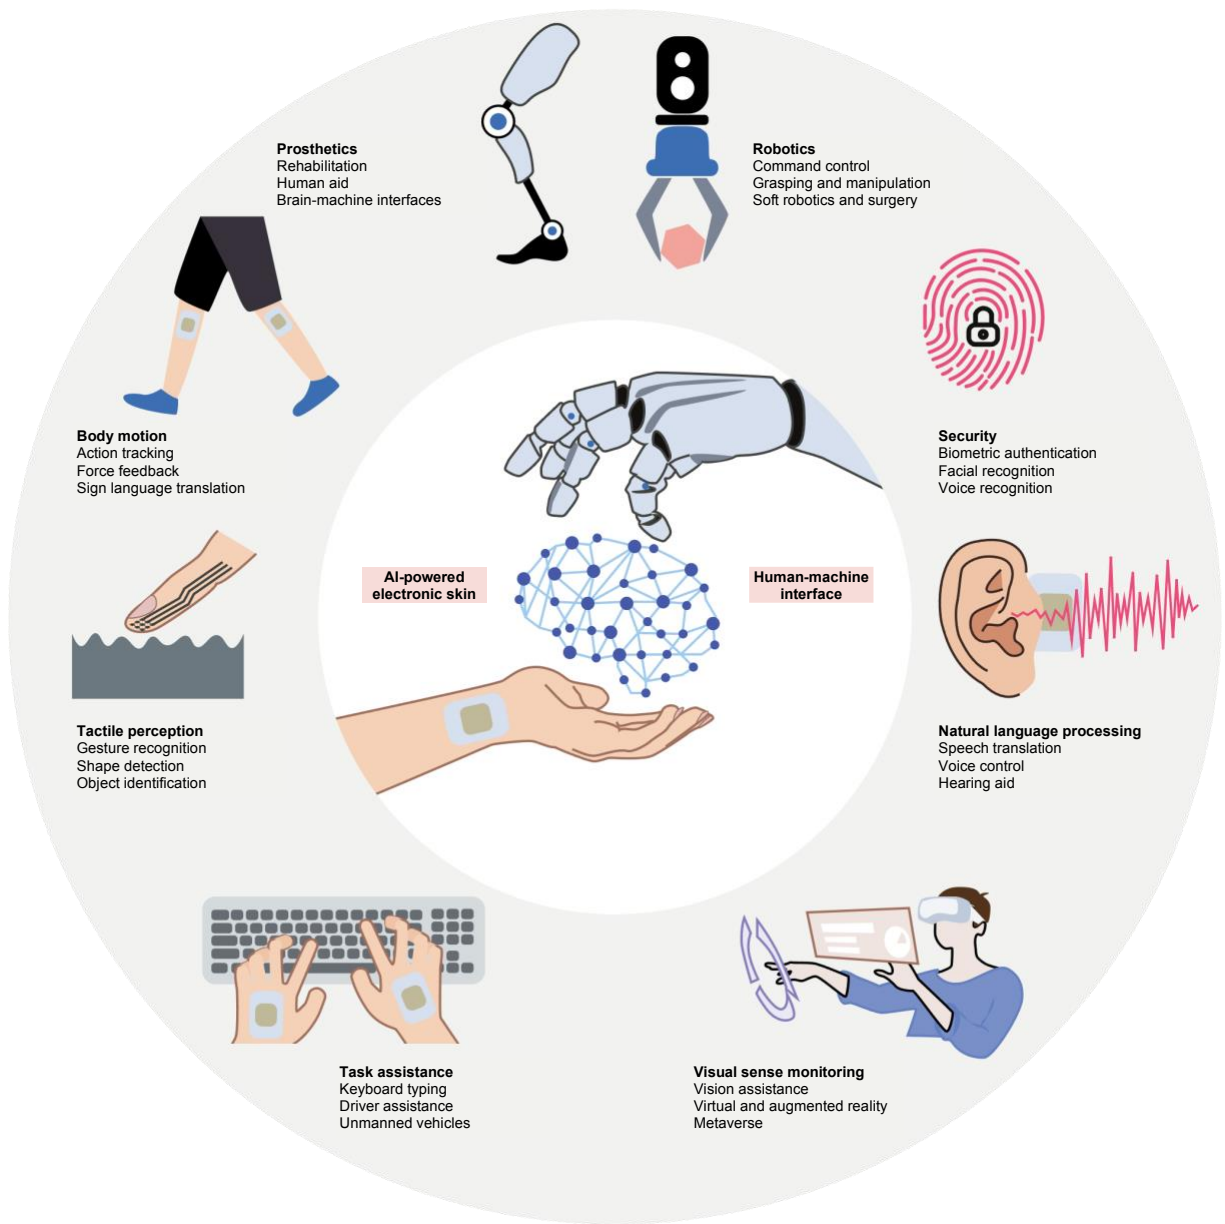 Prosthetics
Rehabilitation
Human aid
Brain-machine interfaces
Robotics
Command control
Grasping and manipulation
Soft robotics and surgery
Body motion
Action tracking
Force feedback
Sign language translation
Security
Biometric authentication
Facial recognition
Voice recognition
AI-powered
electronic skin
Human-machine
interface
Tactile perception
Gesture recognition
Shape detection
Object identification
Natural language processing
Speech translation
Voice control
Hearing aid
Task assistance
Keyboard typing
Driver assistance
Unmanned vehicles
Visual sense monitoring
Vision assistance
Virtual and augmented reality
Metaverse